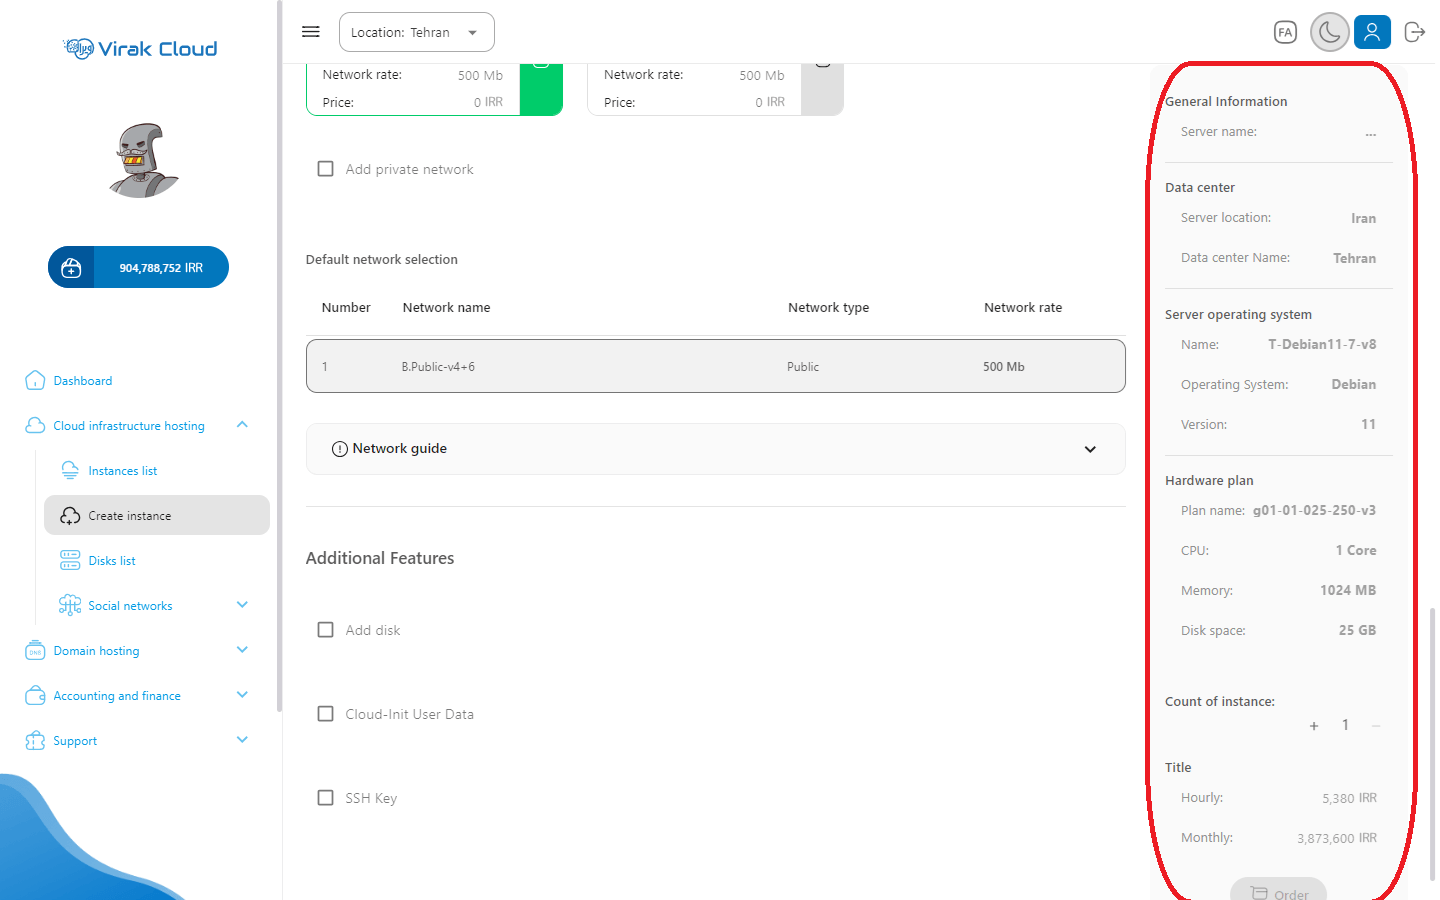 Virak Cloud
904,788,752 IRR
Dashboard
Cloud infrastructure hosting
Instances list
Create instance
Disks list
Social networks
DNS
Domain hosting
Accounting and finance
Support
Location: Tehran
FA
Network rate: 500 Mb
Price: 0 IRR
Network rate: 500 Mb
Price: 0 IRR
Add private network
Default network selection
Number Network name Network type Network rate
1 B.Public-v4+6 Public 500 Mb
Network guide
Additional Features
Add disk
Cloud-Init User Data
SSH Key
General Information
Server name: ...
Data center
Server location: Iran
Data center Name: Tehran
Server operating system
Name: T-Debian11-7-v8
Operating System: Debian
Version: 11
Hardware plan
Plan name: g01-01-025-250-v3
CPU: 1 Core
Memory: 1024 MB
Disk space: 25 GB
Count of instance:
+ 1 −
Title
Hourly: 5,380 IRR
Monthly: 3,873,600 IRR
Order